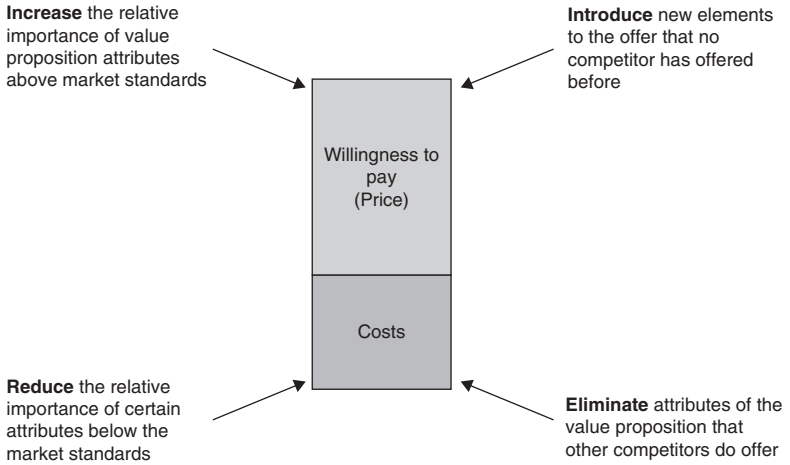 Increase the relative
importance of value
proposition attributes
above market standards
Introduce new elements
to the offer that no
competitor has offered
before
Willingness to
pay
(Price)
Costs
Reduce the relative
importance of certain
attributes below the
market standards
Eliminate attributes of the
value proposition that
other competitors do offer